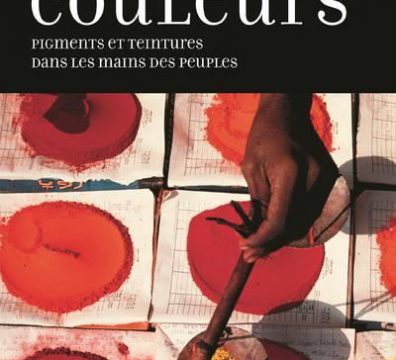 couleurs
PIGMENTS ET TEINTURES
DANS LES MAINS DES PEUPLES